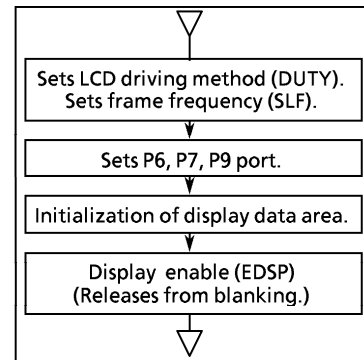 Sets LCD driving method (DUTY).
Sets frame frequency (SLF).
Sets P6, P7, P9 port.
Initialization of display data area.
Display enable (EDSP)
(Releases from blanking.)